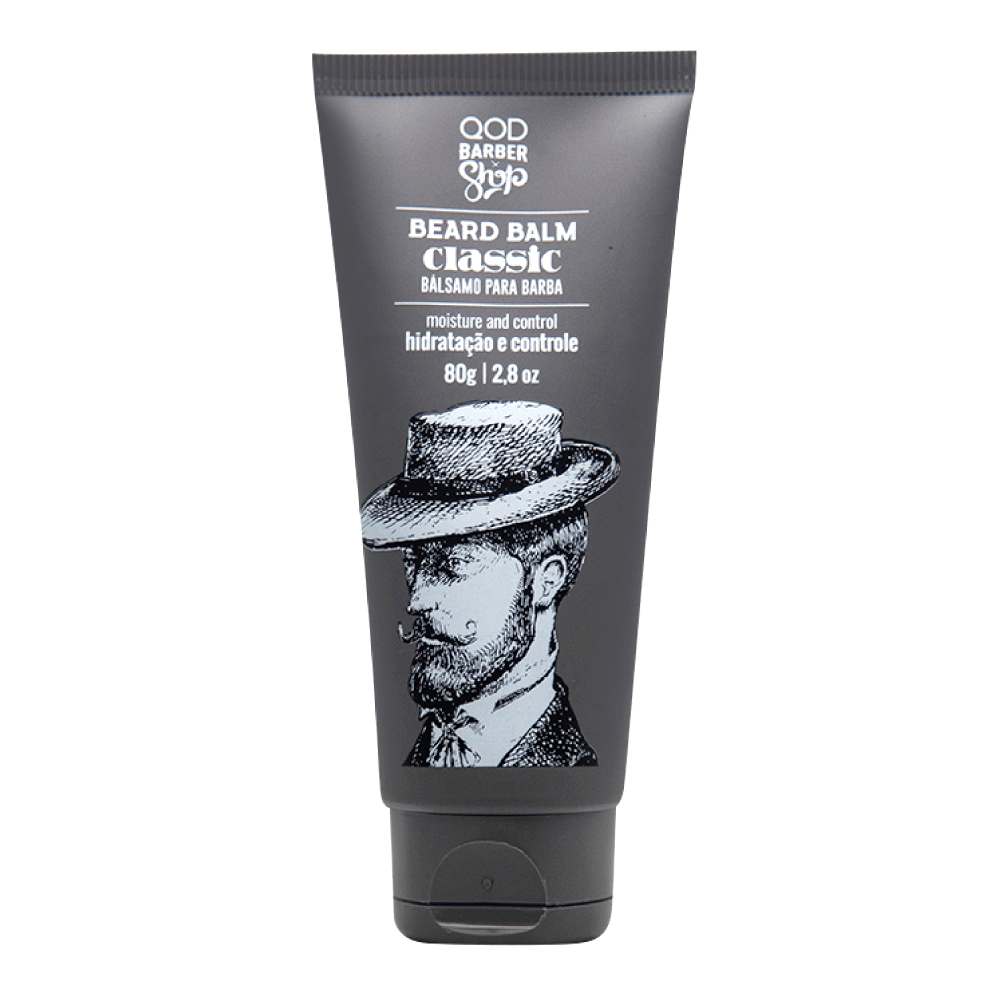 QOD
BARBER
Shop
BEARD BALM
classic
BÁLSAMO PARA BARBA
moisture and control
hidratação e controle
80g | 2,8 oz